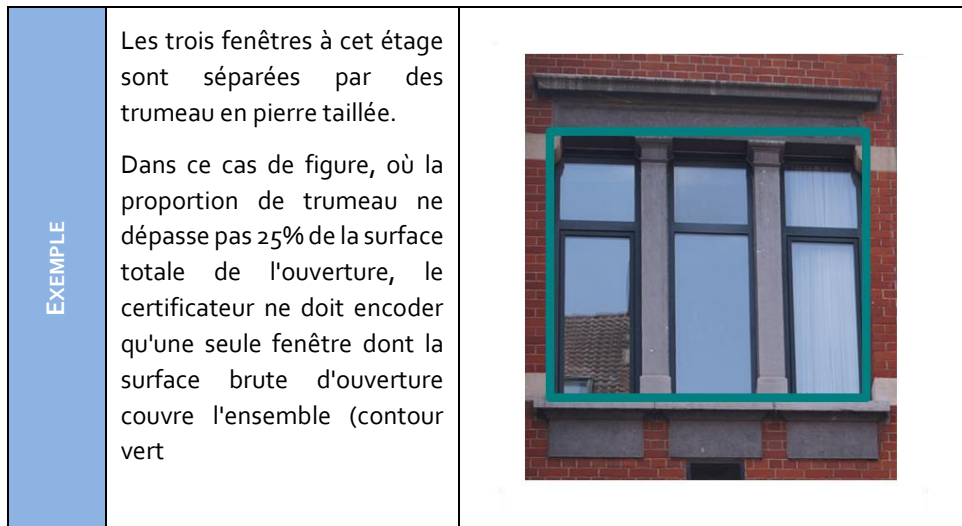 EXEMPLE
Les trois fenêtres à cet étage
sont séparées par des
trumeau en pierre taillée.
Dans ce cas de figure, où la
proportion de trumeau ne
dépasse pas 25% de la surface
totale de l'ouverture, le
certificateur ne doit encoder
qu'une seule fenêtre dont la
surface brute d'ouverture
couvre l'ensemble (contour
vert